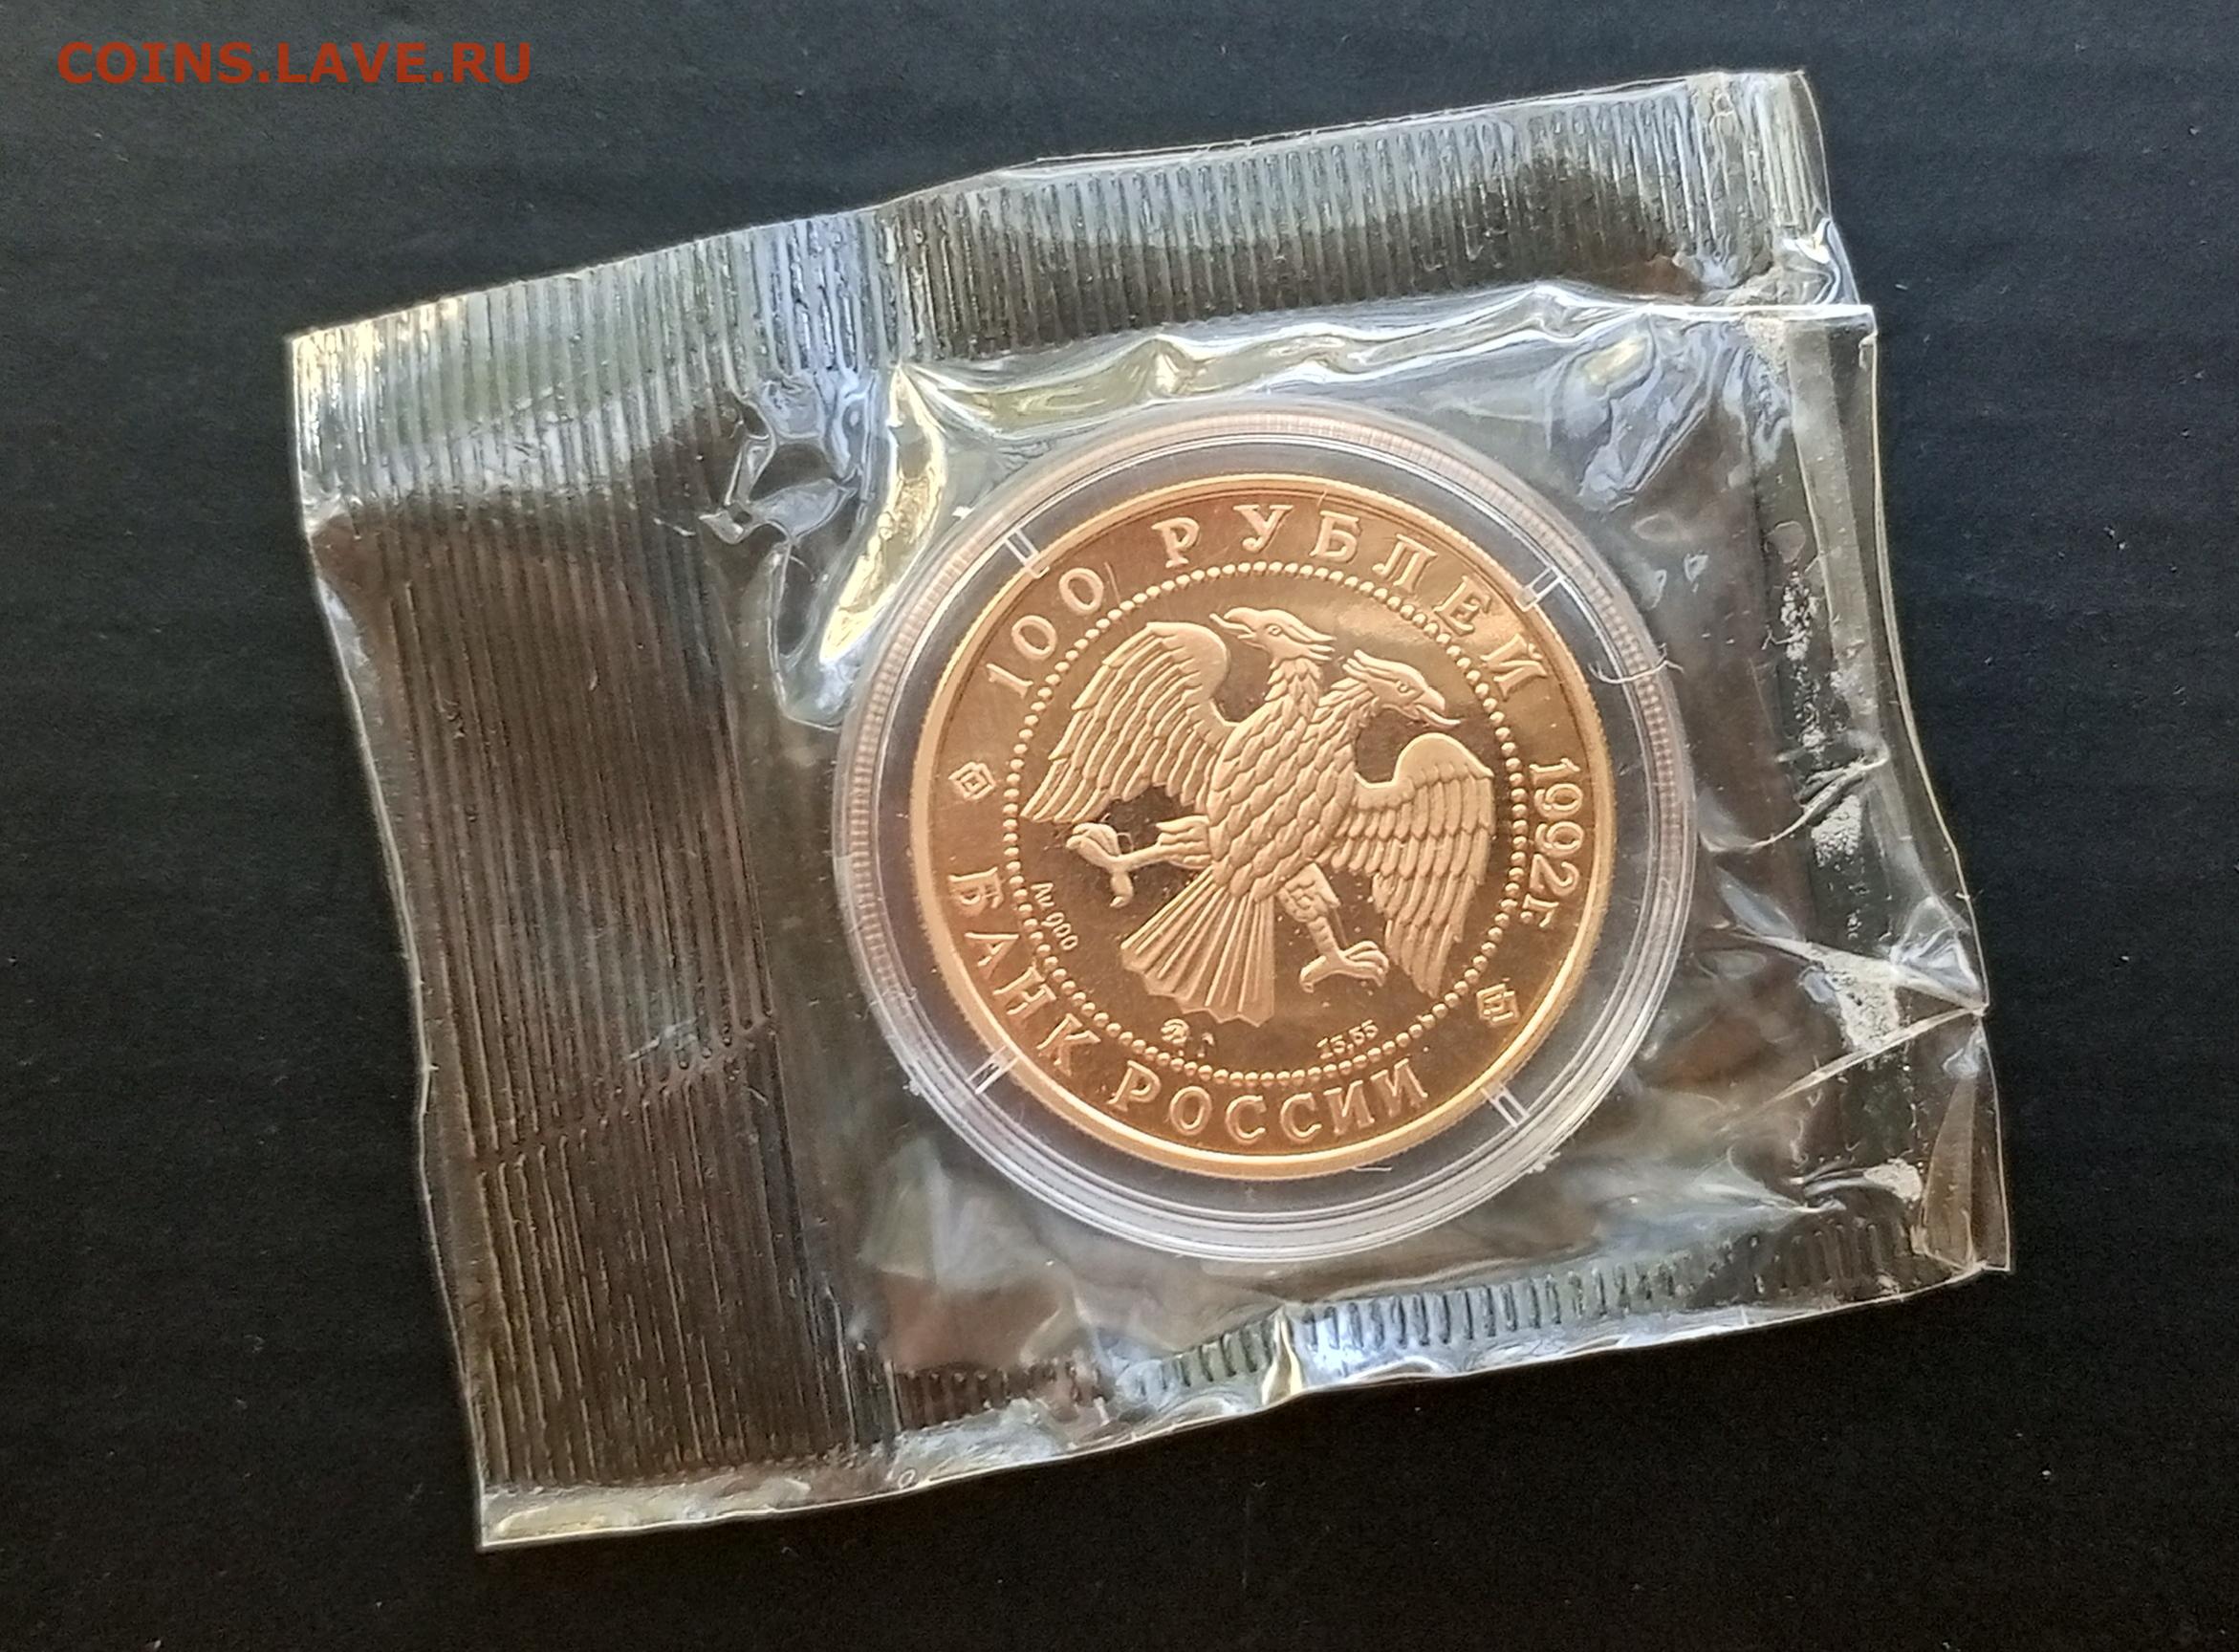 COINS.LAVE.RU
100 РУБЛЕЙ 1992г
БАНК РОССИИ
Au 900
15,55